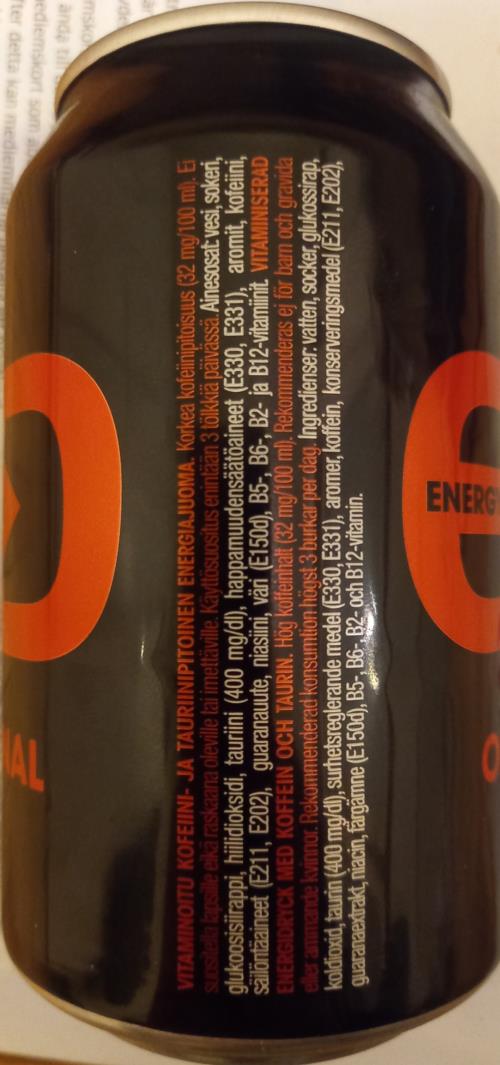 VITAMINOITU KOFEIINI- JA TAURIINIPITOINEN ENERGIAJUOMA. Korkea kofeiinipitoisuus (32 mg/100 ml). Ei
suositella lapsille eikä raskaana oleville tai imettäville. Käyttösuositus enintään 3 tölkkiä päivässä. Ainesosat: vesi, sokeri,
glukoosisiirappi, hiilidioksidi, tauriini (400 mg/dl), happamuudensäätöaineet (E330, E331), aromit, kofeiini,
säilöntäaineet (E211, E202), guaranauute, niasiini, väri (E150d), B5-, B6-, B2- ja B12-vitamiinit. VITAMINISERAD
ENERGIDRYCK MED KOFFEIN OCH TAURIN. Hög koffeinhalt (32 mg/100 ml). Rekommenderas ej för barn och gravida
eller ammande kvinnor. Rekommenderad konsumtion högst 3 burkar per dag. Ingredienser: vatten, socker, glukossirap,
koldioxid, taurin (400 mg/dl), surhetsreglerande medel (E330, E331), aromer, koffein, konserveringsmedel (E211, E202),
guaranaextrakt, niacin, färgämne (E150d), B5-, B6- B2- och B12-vitamin.
ENERGY